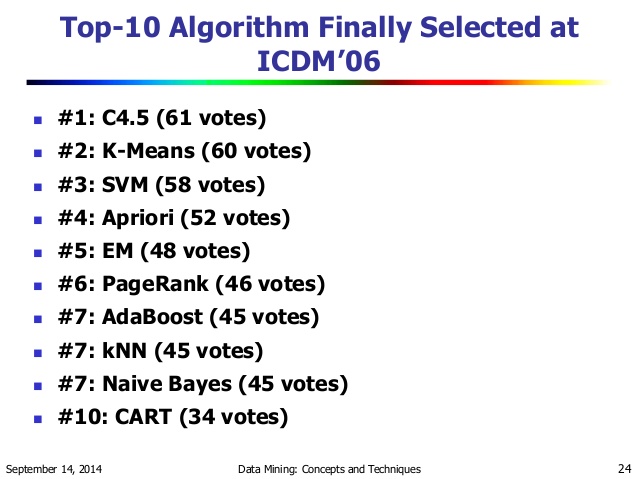 Top-10 Algorithm Finally Selected at
ICDM’06
#1: C4.5 (61 votes)
#2: K-Means (60 votes)
#3: SVM (58 votes)
#4: Apriori (52 votes)
#5: EM (48 votes)
#6: PageRank (46 votes)
#7: AdaBoost (45 votes)
#7: kNN (45 votes)
#7: Naive Bayes (45 votes)
#10: CART (34 votes)
September 14, 2014 Data Mining: Concepts and Techniques 24